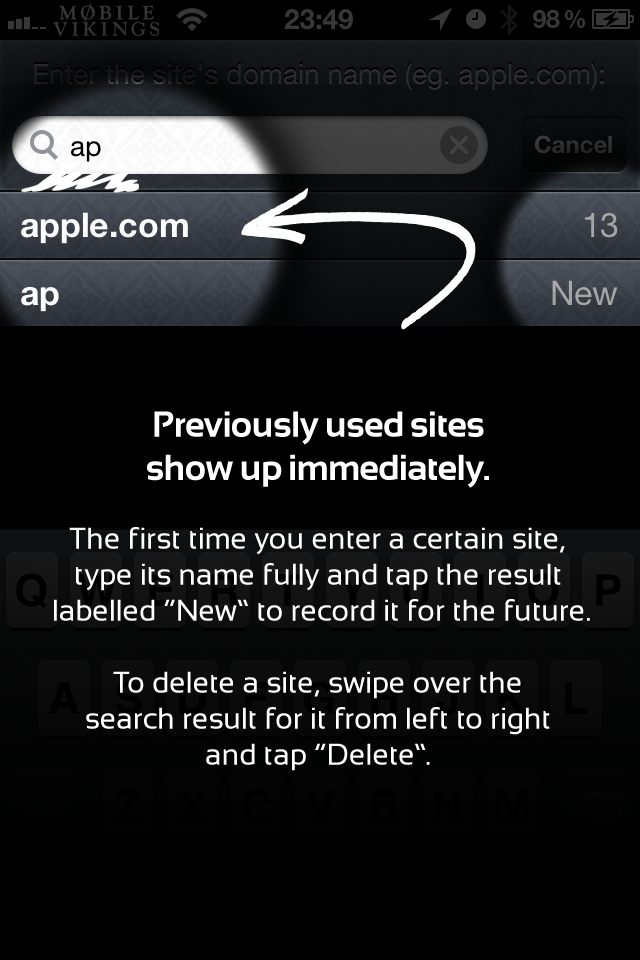 MØBILE
VIKINGS
23:49
98 %
Enter the site's domain name (eg. apple.com):
ap
Cancel
apple.com
13
ap
New
Previously used sites
show up immediately.
The first time you enter a certain site,
type its name fully and tap the result
labelled “New“ to record it for the future.
To delete a site, swipe over the
search result for it from left to right
and tap “Delete“.
Q W E R T Y U I O P
A S D F G H J K L
Z X C V B N M